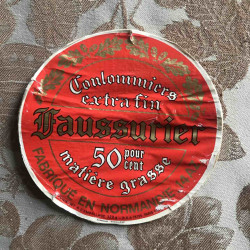 Coulommiers
extra fin
Faussurier
50 pour
cent
matière grasse
FABRIQUÉ EN NORMANDIE